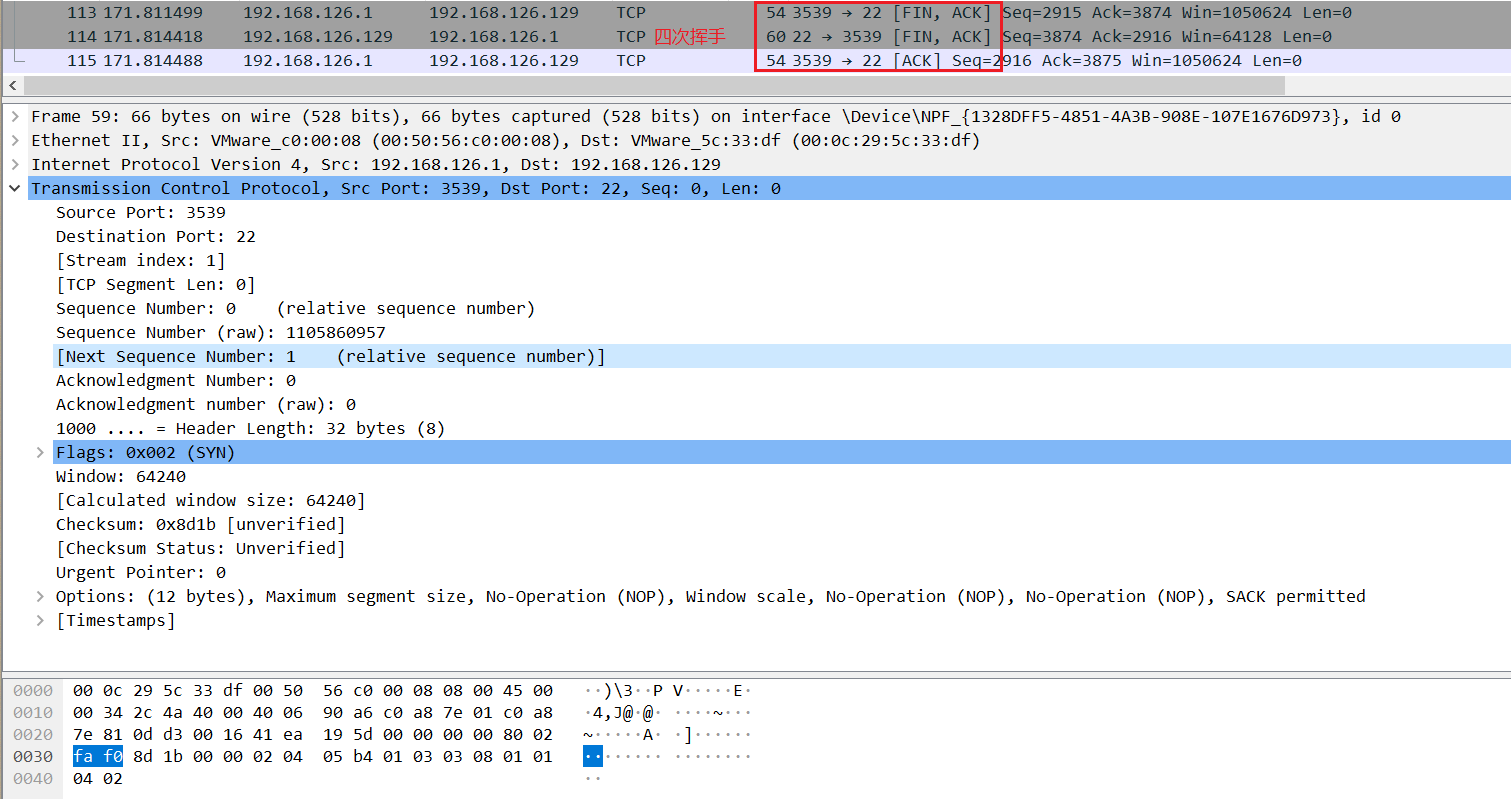 113 171.811499 192.168.126.1 192.168.126.129 TCP 54 3539 → 22 [FIN, ACK] Seq=2915 Ack=3874 Win=1050624 Len=0
114 171.814418 192.168.126.129 192.168.126.1 TCP 四次挥手 60 22 → 3539 [FIN, ACK] Seq=3874 Ack=2916 Win=64128 Len=0
115 171.814488 192.168.126.1 192.168.126.129 TCP 54 3539 → 22 [ACK] Seq=2916 Ack=3875 Win=1050624 Len=0
Frame 59: 66 bytes on wire (528 bits), 66 bytes captured (528 bits) on interface \Device\NPF_{1328DFF5-4851-4A3B-908E-107E1676D973}, id 0
Ethernet II, Src: VMware_c0:00:08 (00:50:56:c0:00:08), Dst: VMware_5c:33:df (00:0c:29:5c:33:df)
Internet Protocol Version 4, Src: 192.168.126.1, Dst: 192.168.126.129
Transmission Control Protocol, Src Port: 3539, Dst Port: 22, Seq: 0, Len: 0
Source Port: 3539
Destination Port: 22
[Stream index: 1]
[TCP Segment Len: 0]
Sequence Number: 0 (relative sequence number)
Sequence Number (raw): 1105860957
[Next Sequence Number: 1 (relative sequence number)]
Acknowledgment Number: 0
Acknowledgment number (raw): 0
1000 .... = Header Length: 32 bytes (8)
Flags: 0x002 (SYN)
Window: 64240
[Calculated window size: 64240]
Checksum: 0x8d1b [unverified]
[Checksum Status: Unverified]
Urgent Pointer: 0
Options: (12 bytes), Maximum segment size, No-Operation (NOP), Window scale, No-Operation (NOP), No-Operation (NOP), SACK permitted
[Timestamps]
0000 00 0c 29 5c 33 df 00 50 56 c0 00 08 08 00 45 00 ··)\3··P V·····E·
0010 00 34 2c 4a 40 00 40 06 90 a6 c0 a8 7e 01 c0 a8 ·4,J@·@· ····~···
0020 7e 81 0d d3 00 16 41 ea 19 5d 00 00 00 00 80 02 ~·····A· ·]······
0030 fa f0 8d 1b 00 00 02 04 05 b4 01 03 03 08 01 01 ········ ········
0040 04 02 ··